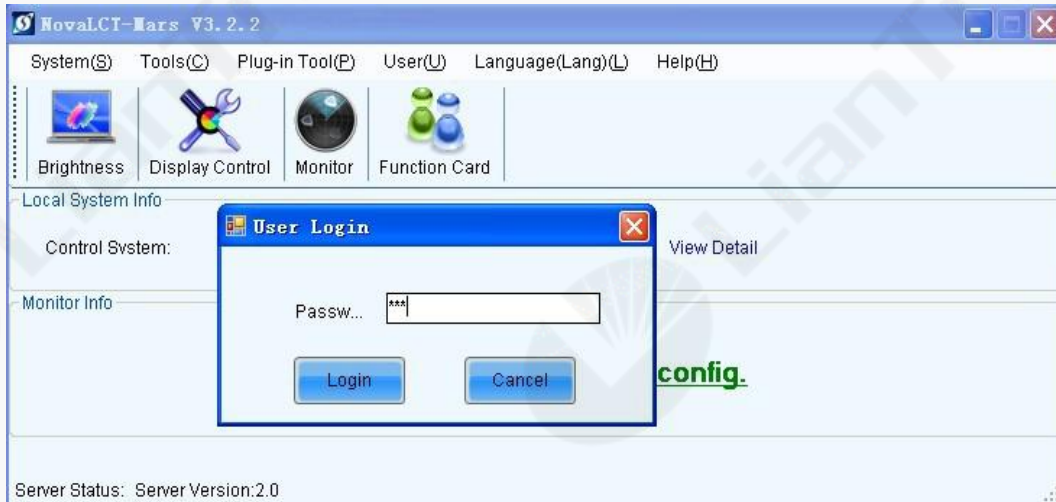 NovaLCT-Mars V3.2.2
System(S) Tools(C) Plug-in Tool(P) User(U) Language(Lang)(L) Help(H)
Brightness Display Control Monitor Function Card
Local System Info
User Login
Control System: View Detail
Monitor Info
Passw... ***
Login Cancel
config.
Server Status: Server Version:2.0
LianT